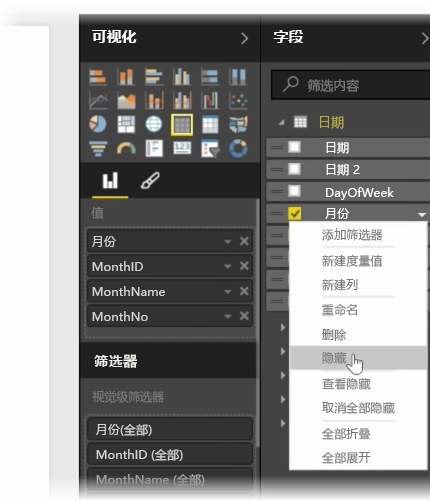 可视化
值
月份
MonthID
MonthName
MonthNo
筛选器
视觉级筛选器
月份(全部)
MonthID (全部)
MonthName (全部)
字段
筛选内容
日期
日期
日期 2
DayOfWeek
月份
添加筛选器
新建度量值
新建列
重命名
删除
隐藏
查看隐藏
取消全部隐藏
全部折叠
全部展开